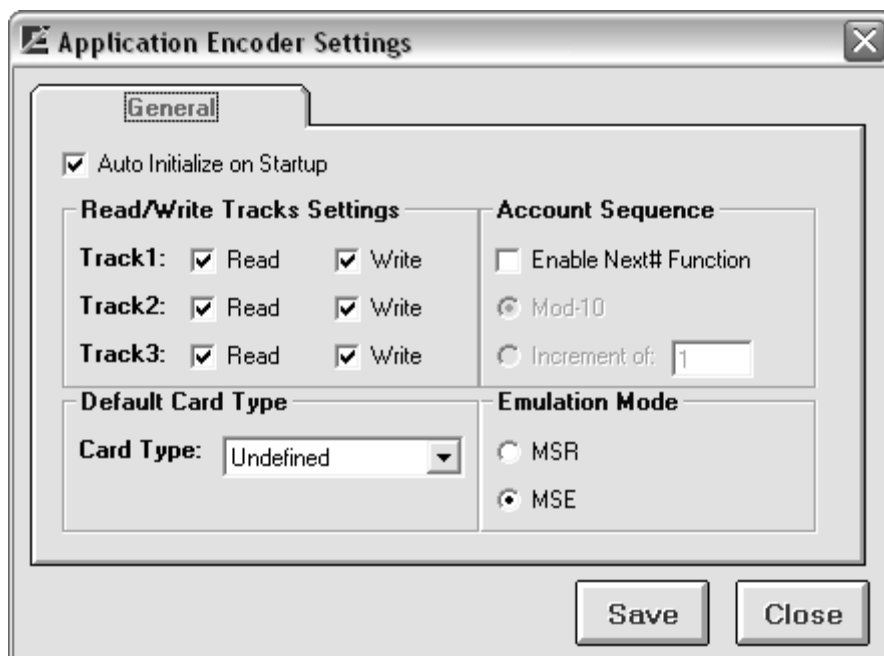 Application Encoder Settings
General
Auto Initialize on Startup
Read/Write Tracks Settings
Track1: Read Write
Track2: Read Write
Track3: Read Write
Account Sequence
Enable Next# Function
Mod-10
Increment of: 1
Default Card Type
Card Type: Undefined
Emulation Mode
MSR
MSE
Save Close